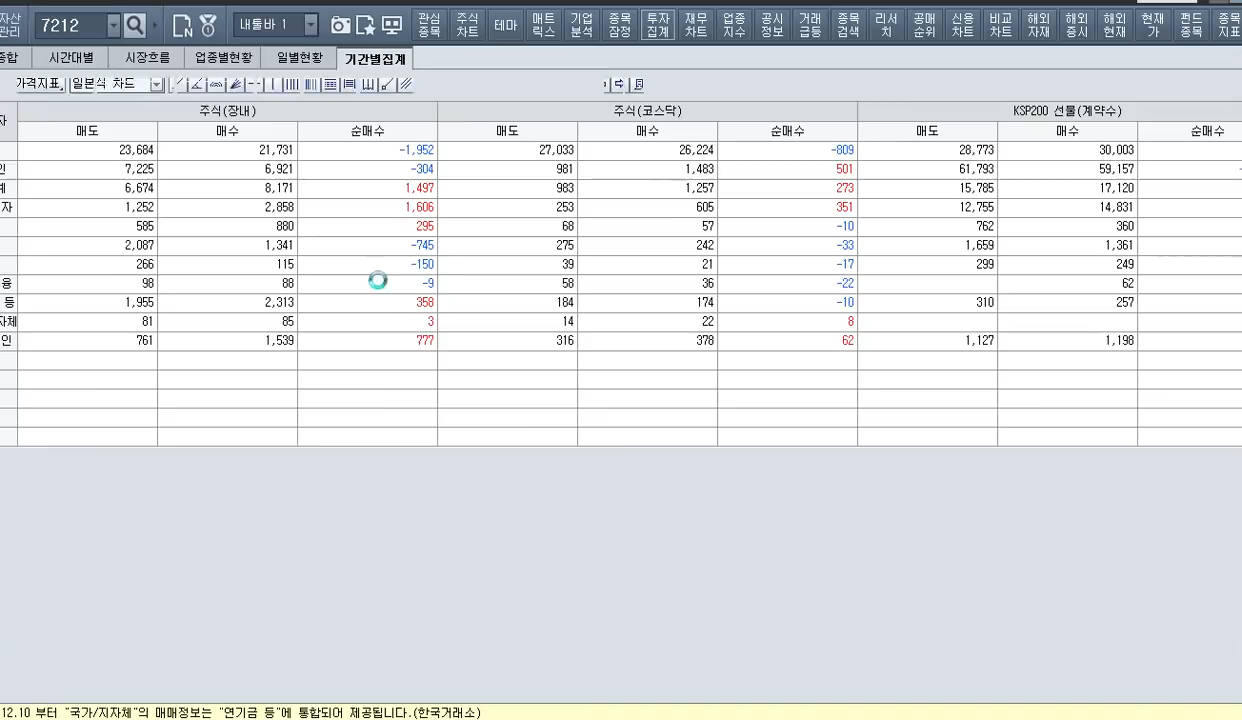 자산 7212 내툴바 1 관심 주식 테마 매트 기업 종목 투자 재무 업종 공시 거래 종목 리서 공매 신용 비교 해외 해외 해외 현재 펀드 종목
관리 종목 차트 릭스 분석 잠정 집계 차트 지수 정보 급등 검색 치 순위 차트 차트 자재 증시 현재 가 종목 지표
종합 시간대별 시장흐름 업종별현황 일별현황 기간별집계
가격지표 일본식 차트
자 주식(장내) 주식(코스닥) KSP200 선물(계약수)
매도 매수 순매수 매도 매수 순매수 매도 매수 순매수
23,684 21,731 -1,952 27,033 26,224 -809 28,773 30,003
인 7,225 6,921 -304 981 1,483 501 61,793 59,157
계 6,674 8,171 1,497 983 1,257 273 15,785 17,120
자 1,252 2,858 1,606 253 605 351 12,755 14,831
585 880 295 68 57 -10 762 360
2,087 1,341 -745 275 242 -33 1,659 1,361
266 115 -150 39 21 -17 299 249
융 98 88 -9 58 36 -22 62
등 1,955 2,313 358 184 174 -10 310 257
자체 81 85 3 14 22 8
인 761 1,539 777 316 378 62 1,127 1,198
12.10 부터 "국가/지자체"의 매매정보는 "연기금 등"에 통합되어 제공됩니다.(한국거래소)